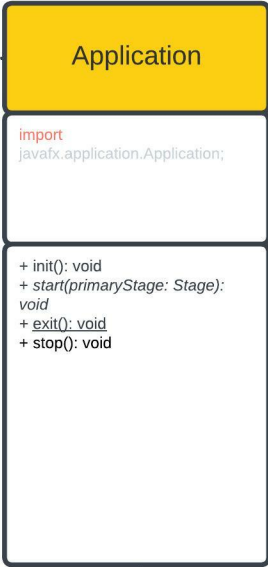 Application
import
javafx.application.Application;
+ init(): void
+ start(primaryStage: Stage):
void
+ exit(): void
+ stop(): void